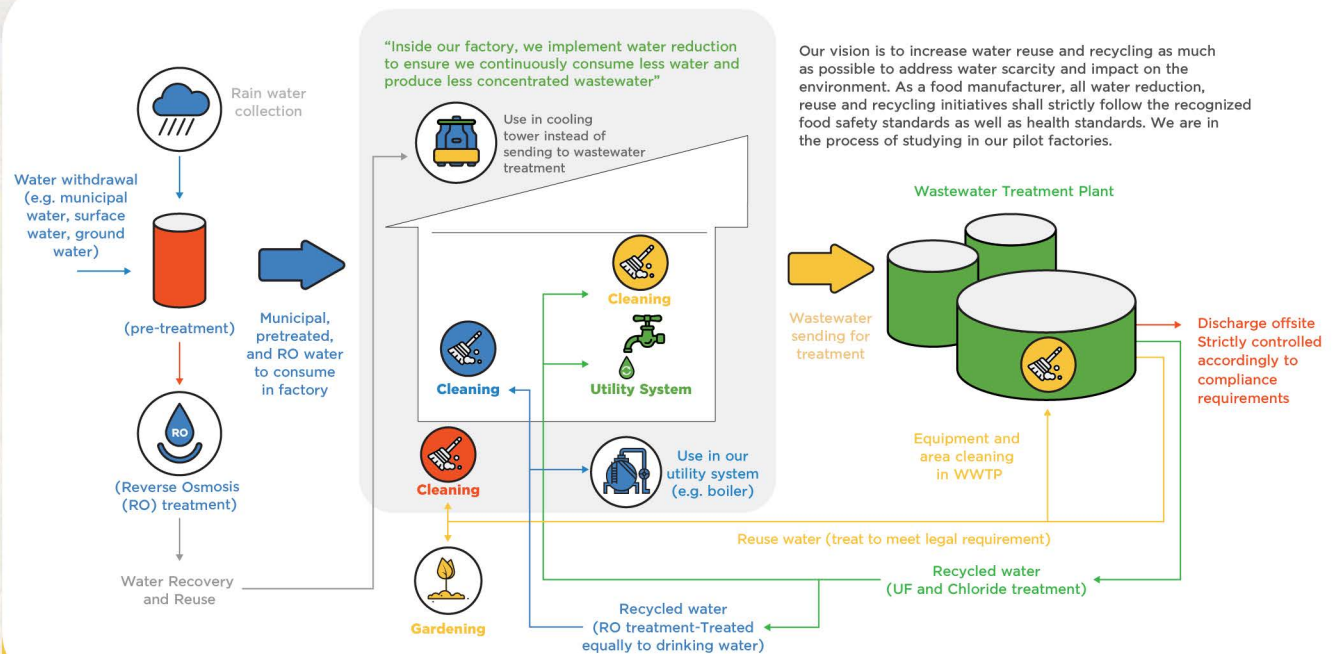 "Inside our factory, we implement water reduction
to ensure we continuously consume less water and
produce less concentrated wastewater"
Our vision is to increase water reuse and recycling as much
as possible to address water scarcity and impact on the
environment. As a food manufacturer, all water reduction,
reuse and recycling initiatives shall strictly follow the recognized
food safety standards as well as health standards. We are in
the process of studying in our pilot factories.
Rain water
collection
Use in cooling
tower instead of
sending to wastewater
treatment
Water withdrawal
(e.g. municipal
water, surface
water, ground
water)
(pre-treatment)
Municipal,
pretreated,
and RO water
to consume
in factory
RO
(Reverse Osmosis
(RO) treatment)
Water Recovery
and Reuse
Cleaning
Cleaning
Utility System
Cleaning
Use in our
utility system
(e.g. boiler)
Gardening
Wastewater
sending for
treatment
Wastewater Treatment Plant
Discharge offsite
Strictly controlled
accordingly to
compliance
requirements
Equipment and
area cleaning
in WWTP
Reuse water (treat to meet legal requirement)
Recycled water
(UF and Chloride treatment)
Recycled water
(RO treatment-Treated
equally to drinking water)